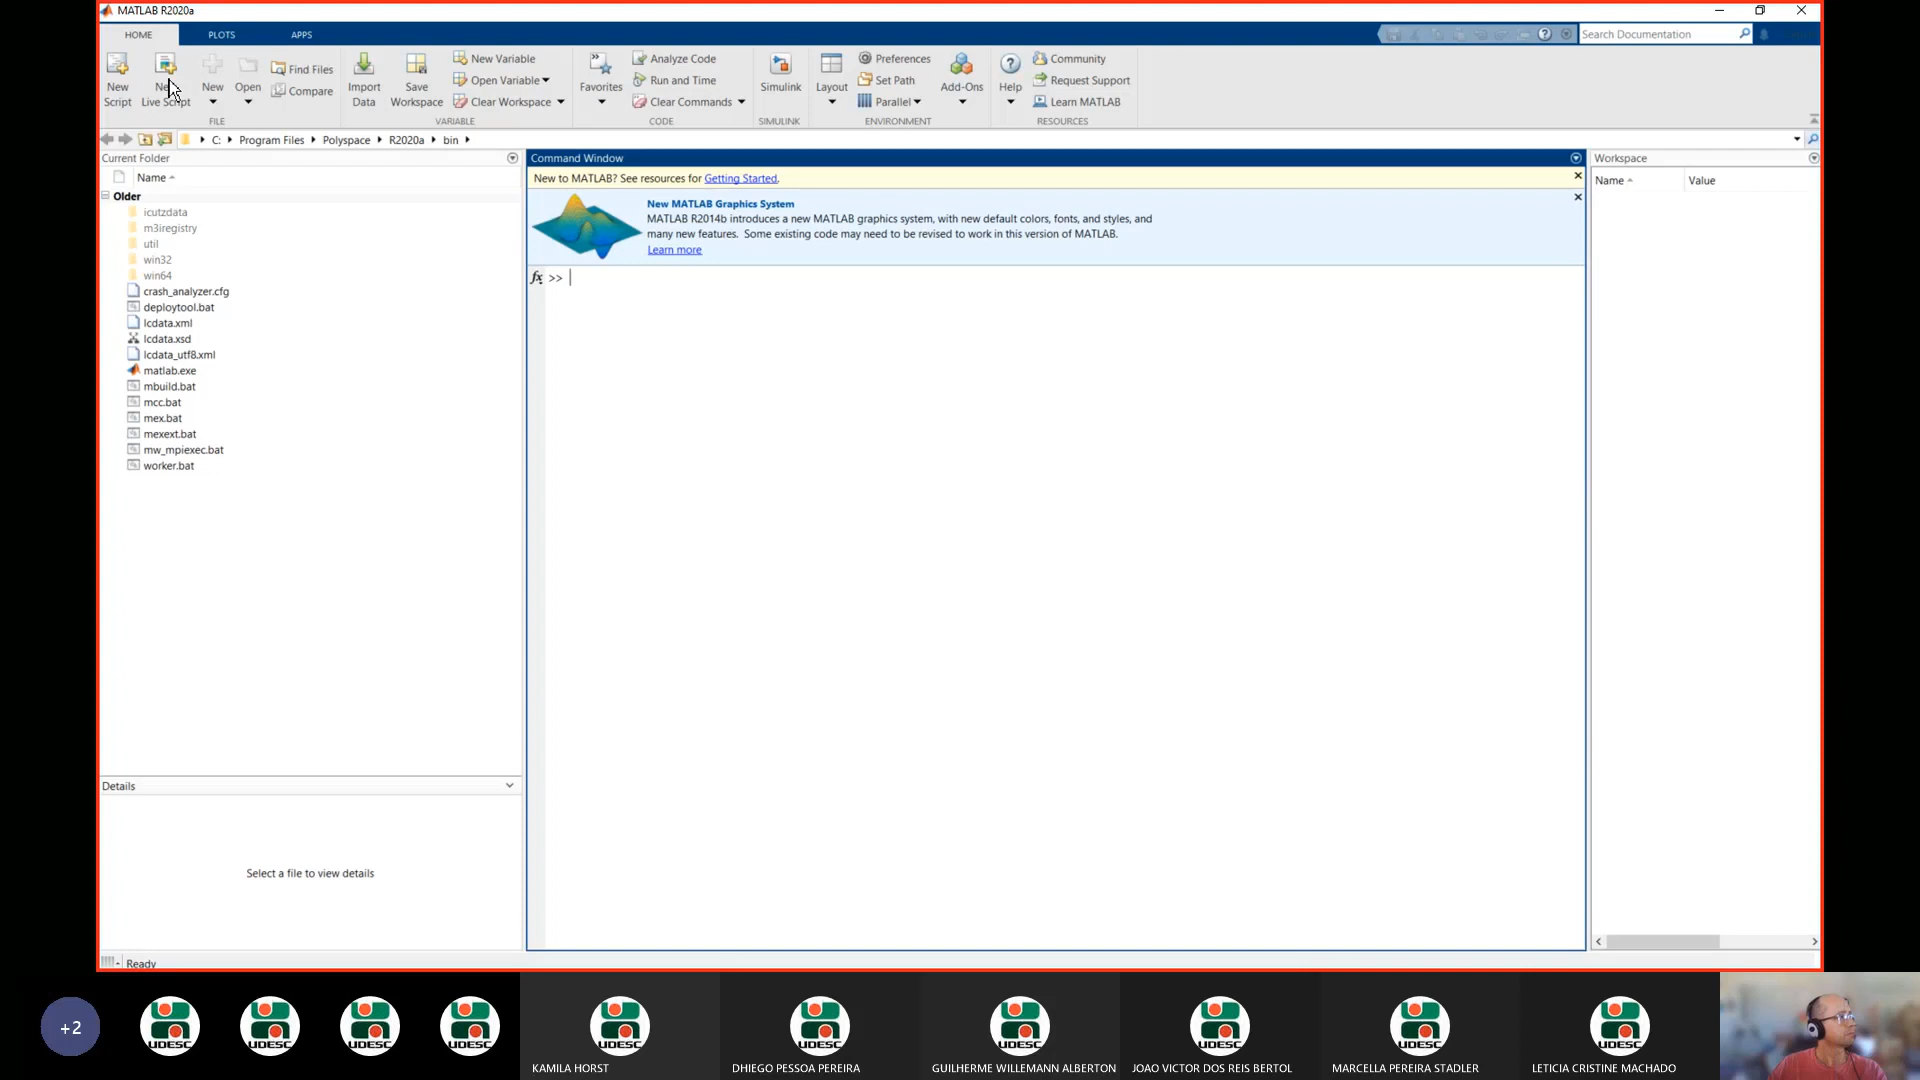 MATLAB R2020a
HOME
PLOTS
APPS
Search Documentation
New
Script
Live Script
New
Open
Find Files
Compare
FILE
Import
Data
Save
Workspace
New Variable
Open Variable
Clear Workspace
VARIABLE
Favorites
Analyze Code
Run and Time
Clear Commands
CODE
Simulink
SIMULINK
Layout
Preferences
Set Path
Parallel
Add-Ons
ENVIRONMENT
Help
Community
Request Support
Learn MATLAB
RESOURCES
C: Program Files Polyspace R2020a bin
Current Folder
Name
Older
icutzdata
m3iregistry
util
win32
win64
crash_analyzer.cfg
deploytool.bat
lcdata.xml
lcdata.xsd
lcdata_utf8.xml
matlab.exe
mbuild.bat
mcc.bat
mex.bat
mexext.bat
mw_mpiexec.bat
worker.bat
Details
Select a file to view details
Ready
Command Window
New to MATLAB? See resources for Getting Started.
New MATLAB Graphics System
MATLAB R2014b introduces a new MATLAB graphics system, with new default colors, fonts, and styles, and
many new features. Some existing code may need to be revised to work in this version of MATLAB.
Learn more
fx >>
Workspace
Name
Value
+2
UDESC
UDESC
UDESC
UDESC
UDESC
KAMILA HORST
UDESC
DHIEGO PESSOA PEREIRA
UDESC
GUILHERME WILLEMANN ALBERTON
UDESC
JOAO VICTOR DOS REIS BERTOL
UDESC
MARCELLA PEREIRA STADLER
UDESC
LETICIA CRISTINE MACHADO